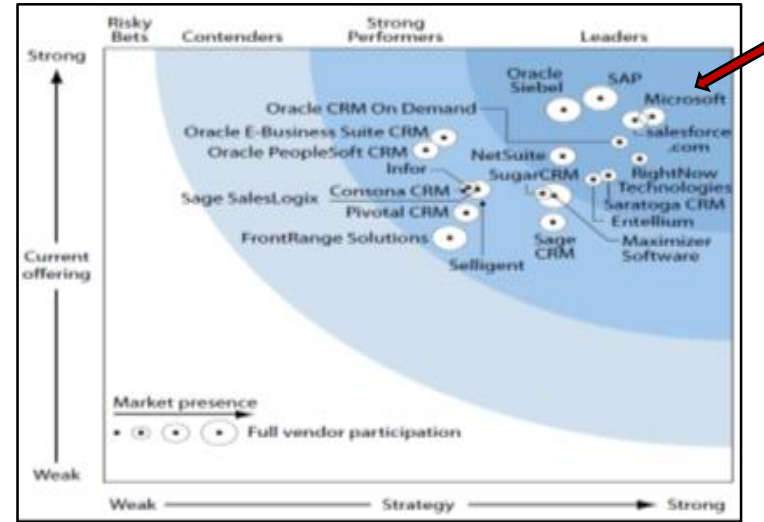 Risky
Bets
Contenders
Strong
Performers
Leaders
Strong
Oracle
Siebel
SAP
Microsoft
Oracle CRM On Demand
salesforce
.com
Oracle E-Business Suite CRM
Oracle PeopleSoft CRM
NetSuite
Infor
SugarCRM
RightNow
Technologies
Sage SalesLogix
Consona CRM
Saratoga CRM
Pivotal CRM
Entellium
FrontRange Solutions
Sage
CRM
Maximizer
Software
Selligent
Current
offering
Market presence
Full vendor participation
Weak
Weak
Strategy
Strong